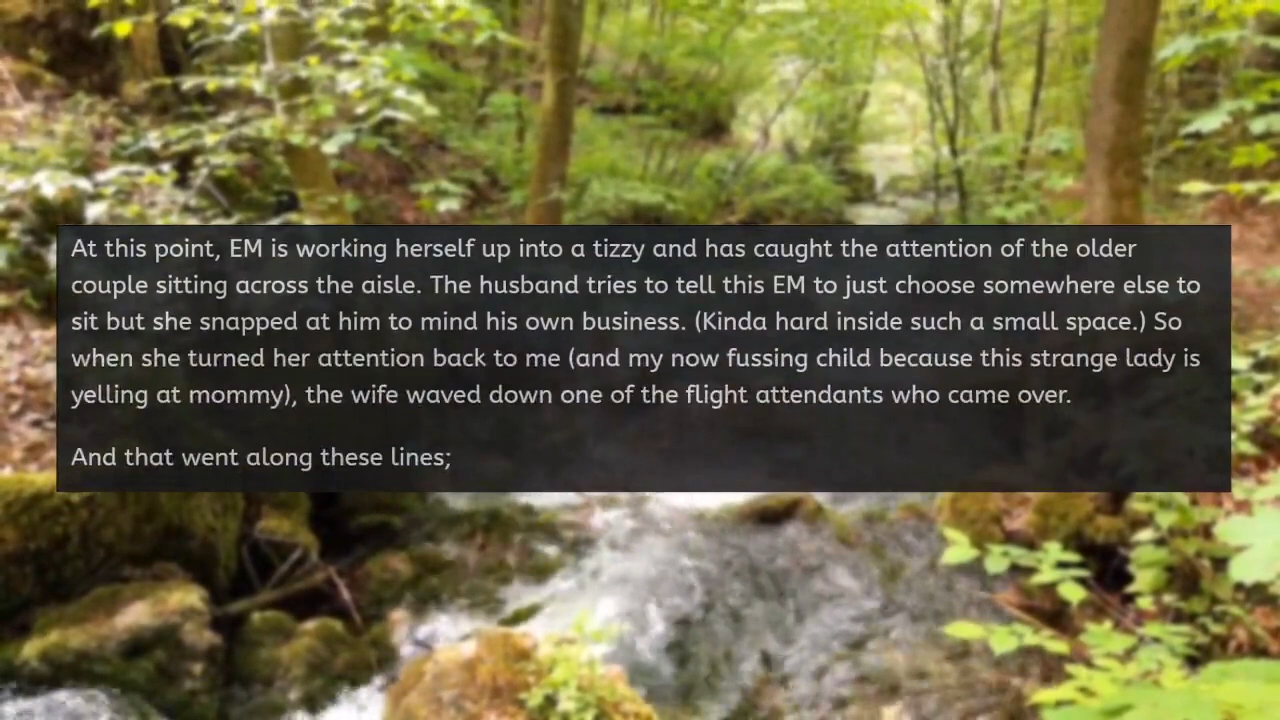 At this point, EM is working herself up into a tizzy and has caught the attention of the older
couple sitting across the aisle. The husband tries to tell this EM to just choose somewhere else to
sit but she snapped at him to mind his own business. (Kinda hard inside such a small space.) So
when she turned her attention back to me (and my now fussing child because this strange lady is
yelling at mommy), the wife waved down one of the flight attendants who came over.
And that went along these lines;